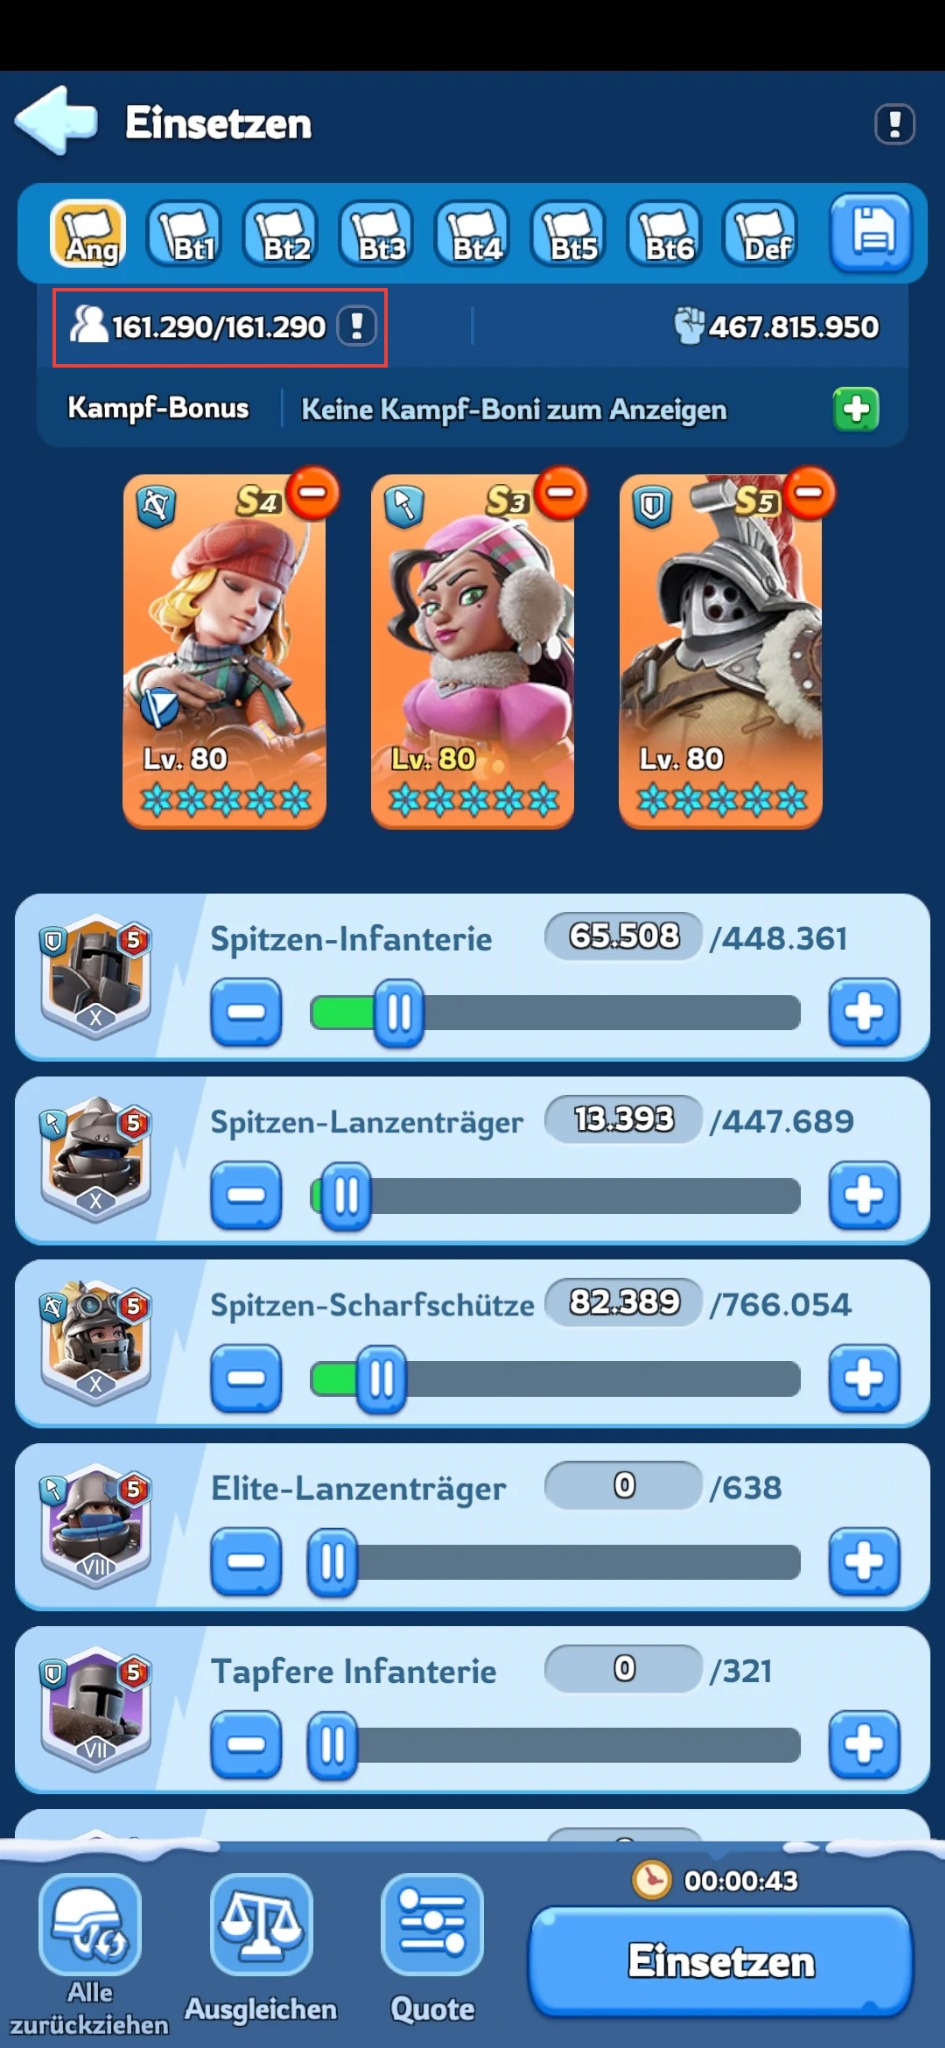 Einsetzen
Ang Bt1 Bt2 Bt3 Bt4 Bt5 Bt6 Def
161.290/161.290 ! 467.815.950
Kampf-Bonus Keine Kampf-Boni zum Anzeigen
S4 S3 S5
Lv. 80 Lv. 80 Lv. 80
5 Spitzen-Infanterie 65.508 /448.361
X
5 Spitzen-Lanzenträger 13.393 /447.689
X
5 Spitzen-Scharfschütze 82.389 /766.054
X
5 Elite-Lanzenträger 0 /638
VIII
5 Tapfere Infanterie 0 /321
VII
00:00:43
Alle zurückziehen
Ausgleichen
Quote
Einsetzen